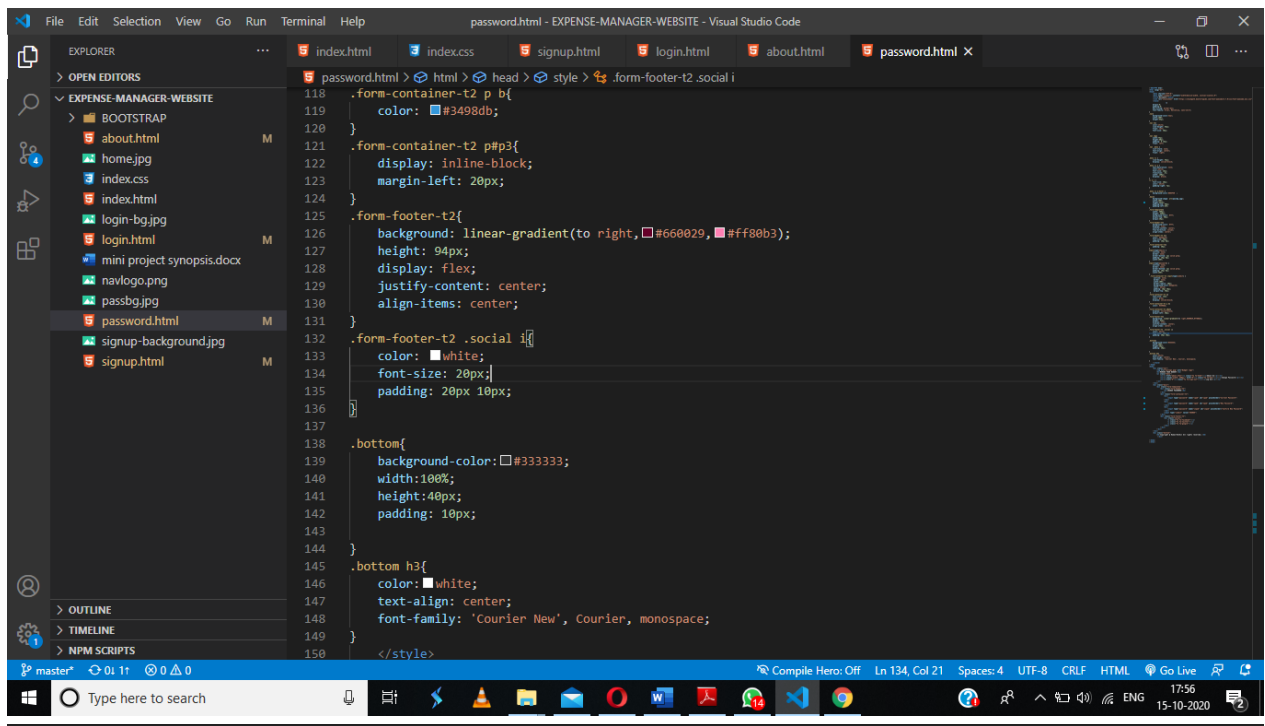 File Edit Selection View Go Run Terminal Help password.html - EXPENSE-MANAGER-WEBSITE - Visual Studio Code
EXPLORER ... index.html index.css signup.html login.html about.html password.html
> OPEN EDITORS password.html > html > head > style > .form-footer-t2 .social i
EXPENSE-MANAGER-WEBSITE
> BOOTSTRAP
about.html M
home.jpg
index.css
index.html
login-bg.jpg
login.html M
mini project synopsis.docx
navlogo.png
passbg.jpg
password.html M
signup-background.jpg
signup.html M
> OUTLINE
> TIMELINE
> NPM SCRIPTS
4
1
118 .form-container-t2 p b{
119 color: #3498db;
120 }
121 .form-container-t2 p#p3{
122 display: inline-block;
123 margin-left: 20px;
124 }
125 .form-footer-t2{
126 background: linear-gradient(to right,#660029,#ff80b3);
127 height: 94px;
128 display: flex;
129 justify-content: center;
130 align-items: center;
131 }
132 .form-footer-t2 .social i{
133 color: white;
134 font-size: 20px;
135 padding: 20px 10px;
136 }
137
138 .bottom{
139 background-color:#333333;
140 width:100%;
141 height:40px;
142 padding: 10px;
143
144 }
145 .bottom h3{
146 color:white;
147 text-align: center;
148 font-family: 'Courier New', Courier, monospace;
149 }
150 </style>
master* 0↓ 1↑ 0 0 Compile Hero: Off Ln 134, Col 21 Spaces: 4 UTF-8 CRLF HTML Go Live
Type here to search 14 ENG 17:56
15-10-2020 2